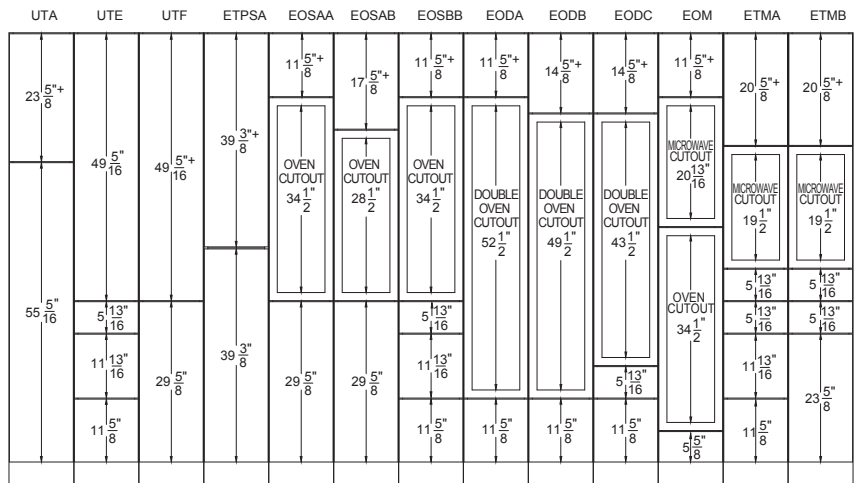 UTA UTE UTF ETPSA EOSAA EOSAB EOSBB EODA EODB EODC EOM ETMA ETMB
23 5/8"+
55 5/16"
49 5/16"
5 13/16"
11 13/16"
11 5/8"
49 5/16"+
29 5/8"
39 3/8"+
39 3/8"
11 5/8"+
OVEN
CUTOUT
34 1/2"
29 5/8"
17 5/8"+
OVEN
CUTOUT
28 1/2"
29 5/8"
11 5/8"+
OVEN
CUTOUT
34 1/2"
5 13/16"
11 13/16"
11 5/8"
11 5/8"+
DOUBLE
OVEN
CUTOUT
52 1/2"
11 5/8"
14 5/8"+
DOUBLE
OVEN
CUTOUT
49 1/2"
11 5/8"
14 5/8"+
DOUBLE
OVEN
CUTOUT
43 1/2"
5 13/16"
11 5/8"
11 5/8"+
MICROWAVE
CUTOUT
20 13/16"
OVEN
CUTOUT
34 1/2"
5 5/8"
20 5/8"+
MICROWAVE
CUTOUT
19 1/2"
5 13/16"
5 13/16"
11 13/16"
11 5/8"
20 5/8"+
MICROWAVE
CUTOUT
19 1/2"
5 13/16"
5 13/16"
23 5/8"